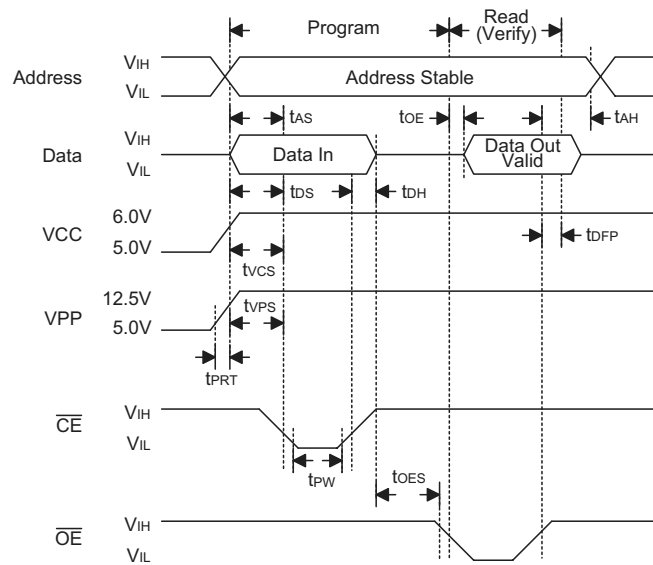 Program
Read
(Verify)
Address
VIH
VIL
Address Stable
tAS
tOE
tAH
Data
VIH
VIL
Data In
Data Out
Valid
tDS
tDH
VCC
6.0V
5.0V
tDFP
tVCS
VPP
12.5V
5.0V
tVPS
tPRT
CE
VIH
VIL
tPW
tOES
OE
VIH
VIL